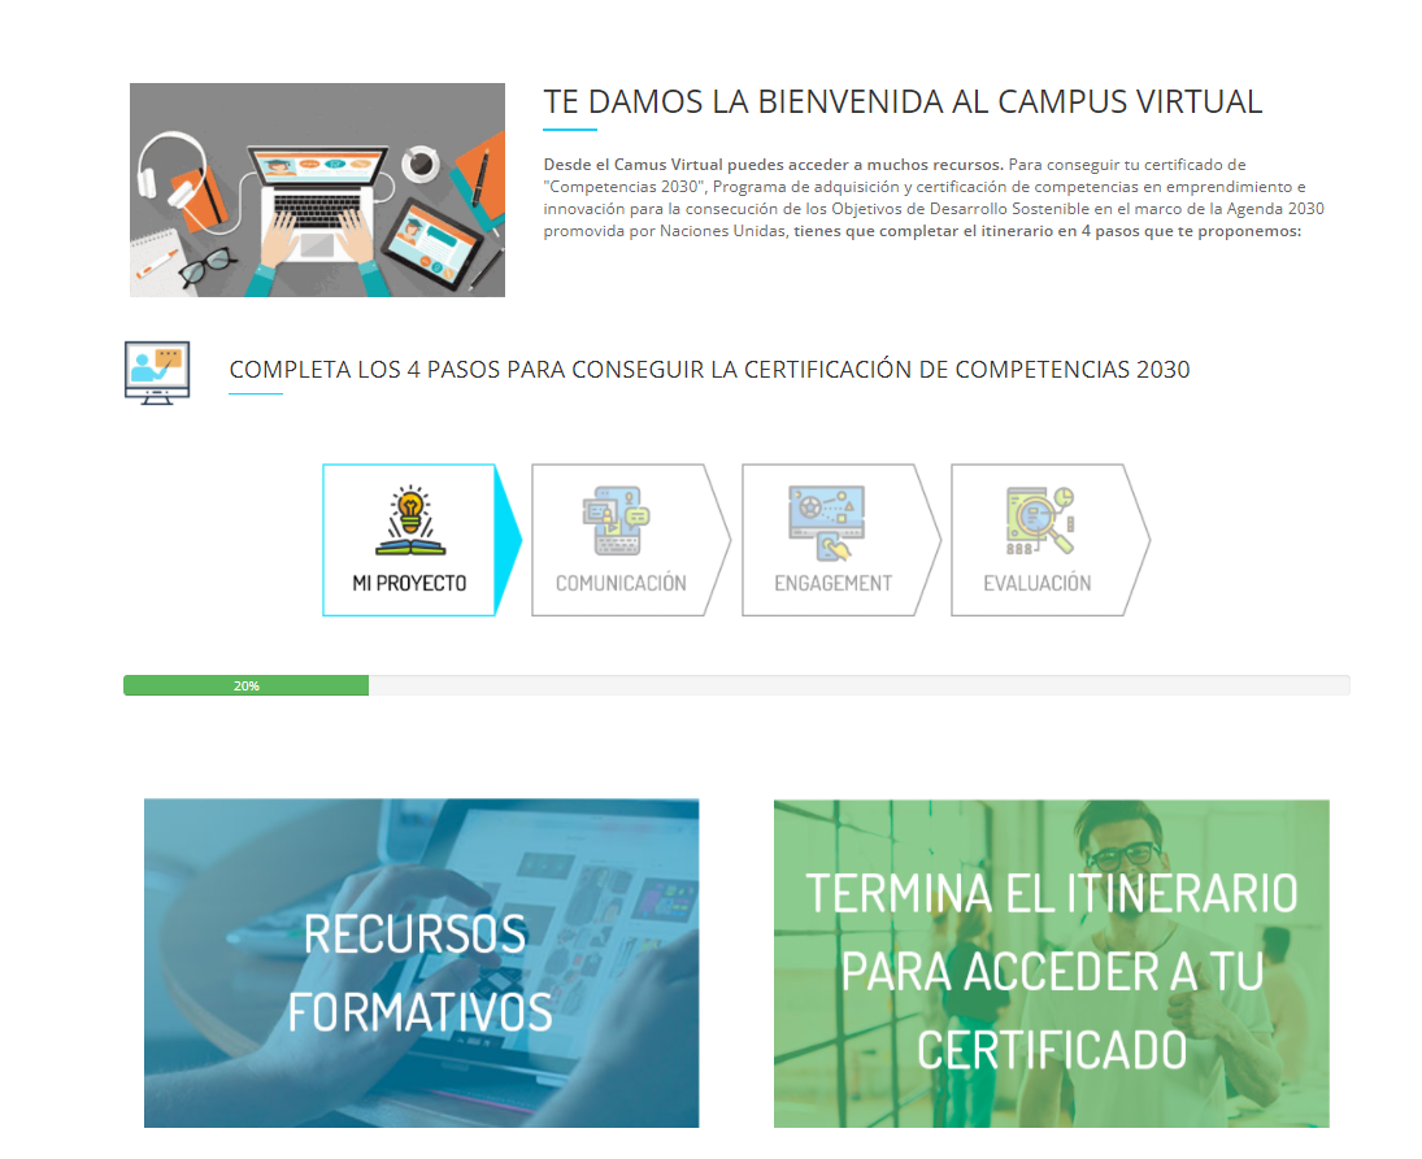 TE DAMOS LA BIENVENIDA AL CAMPUS VIRTUAL
Desde el Camus Virtual puedes acceder a muchos recursos. Para conseguir tu certificado de
"Competencias 2030", Programa de adquisición y certificación de competencias en emprendimiento e
innovación para la consecución de los Objetivos de Desarrollo Sostenible en el marco de la Agenda 2030
promovida por Naciones Unidas, tienes que completar el itinerario en 4 pasos que te proponemos:
COMPLETA LOS 4 PASOS PARA CONSEGUIR LA CERTIFICACIÓN DE COMPETENCIAS 2030
MI PROYECTO
COMUNICACIÓN
ENGAGEMENT
EVALUACIÓN
20%
RECURSOS
FORMATIVOS
TERMINA EL ITINERARIO
PARA ACCEDER A TU
CERTIFICADO